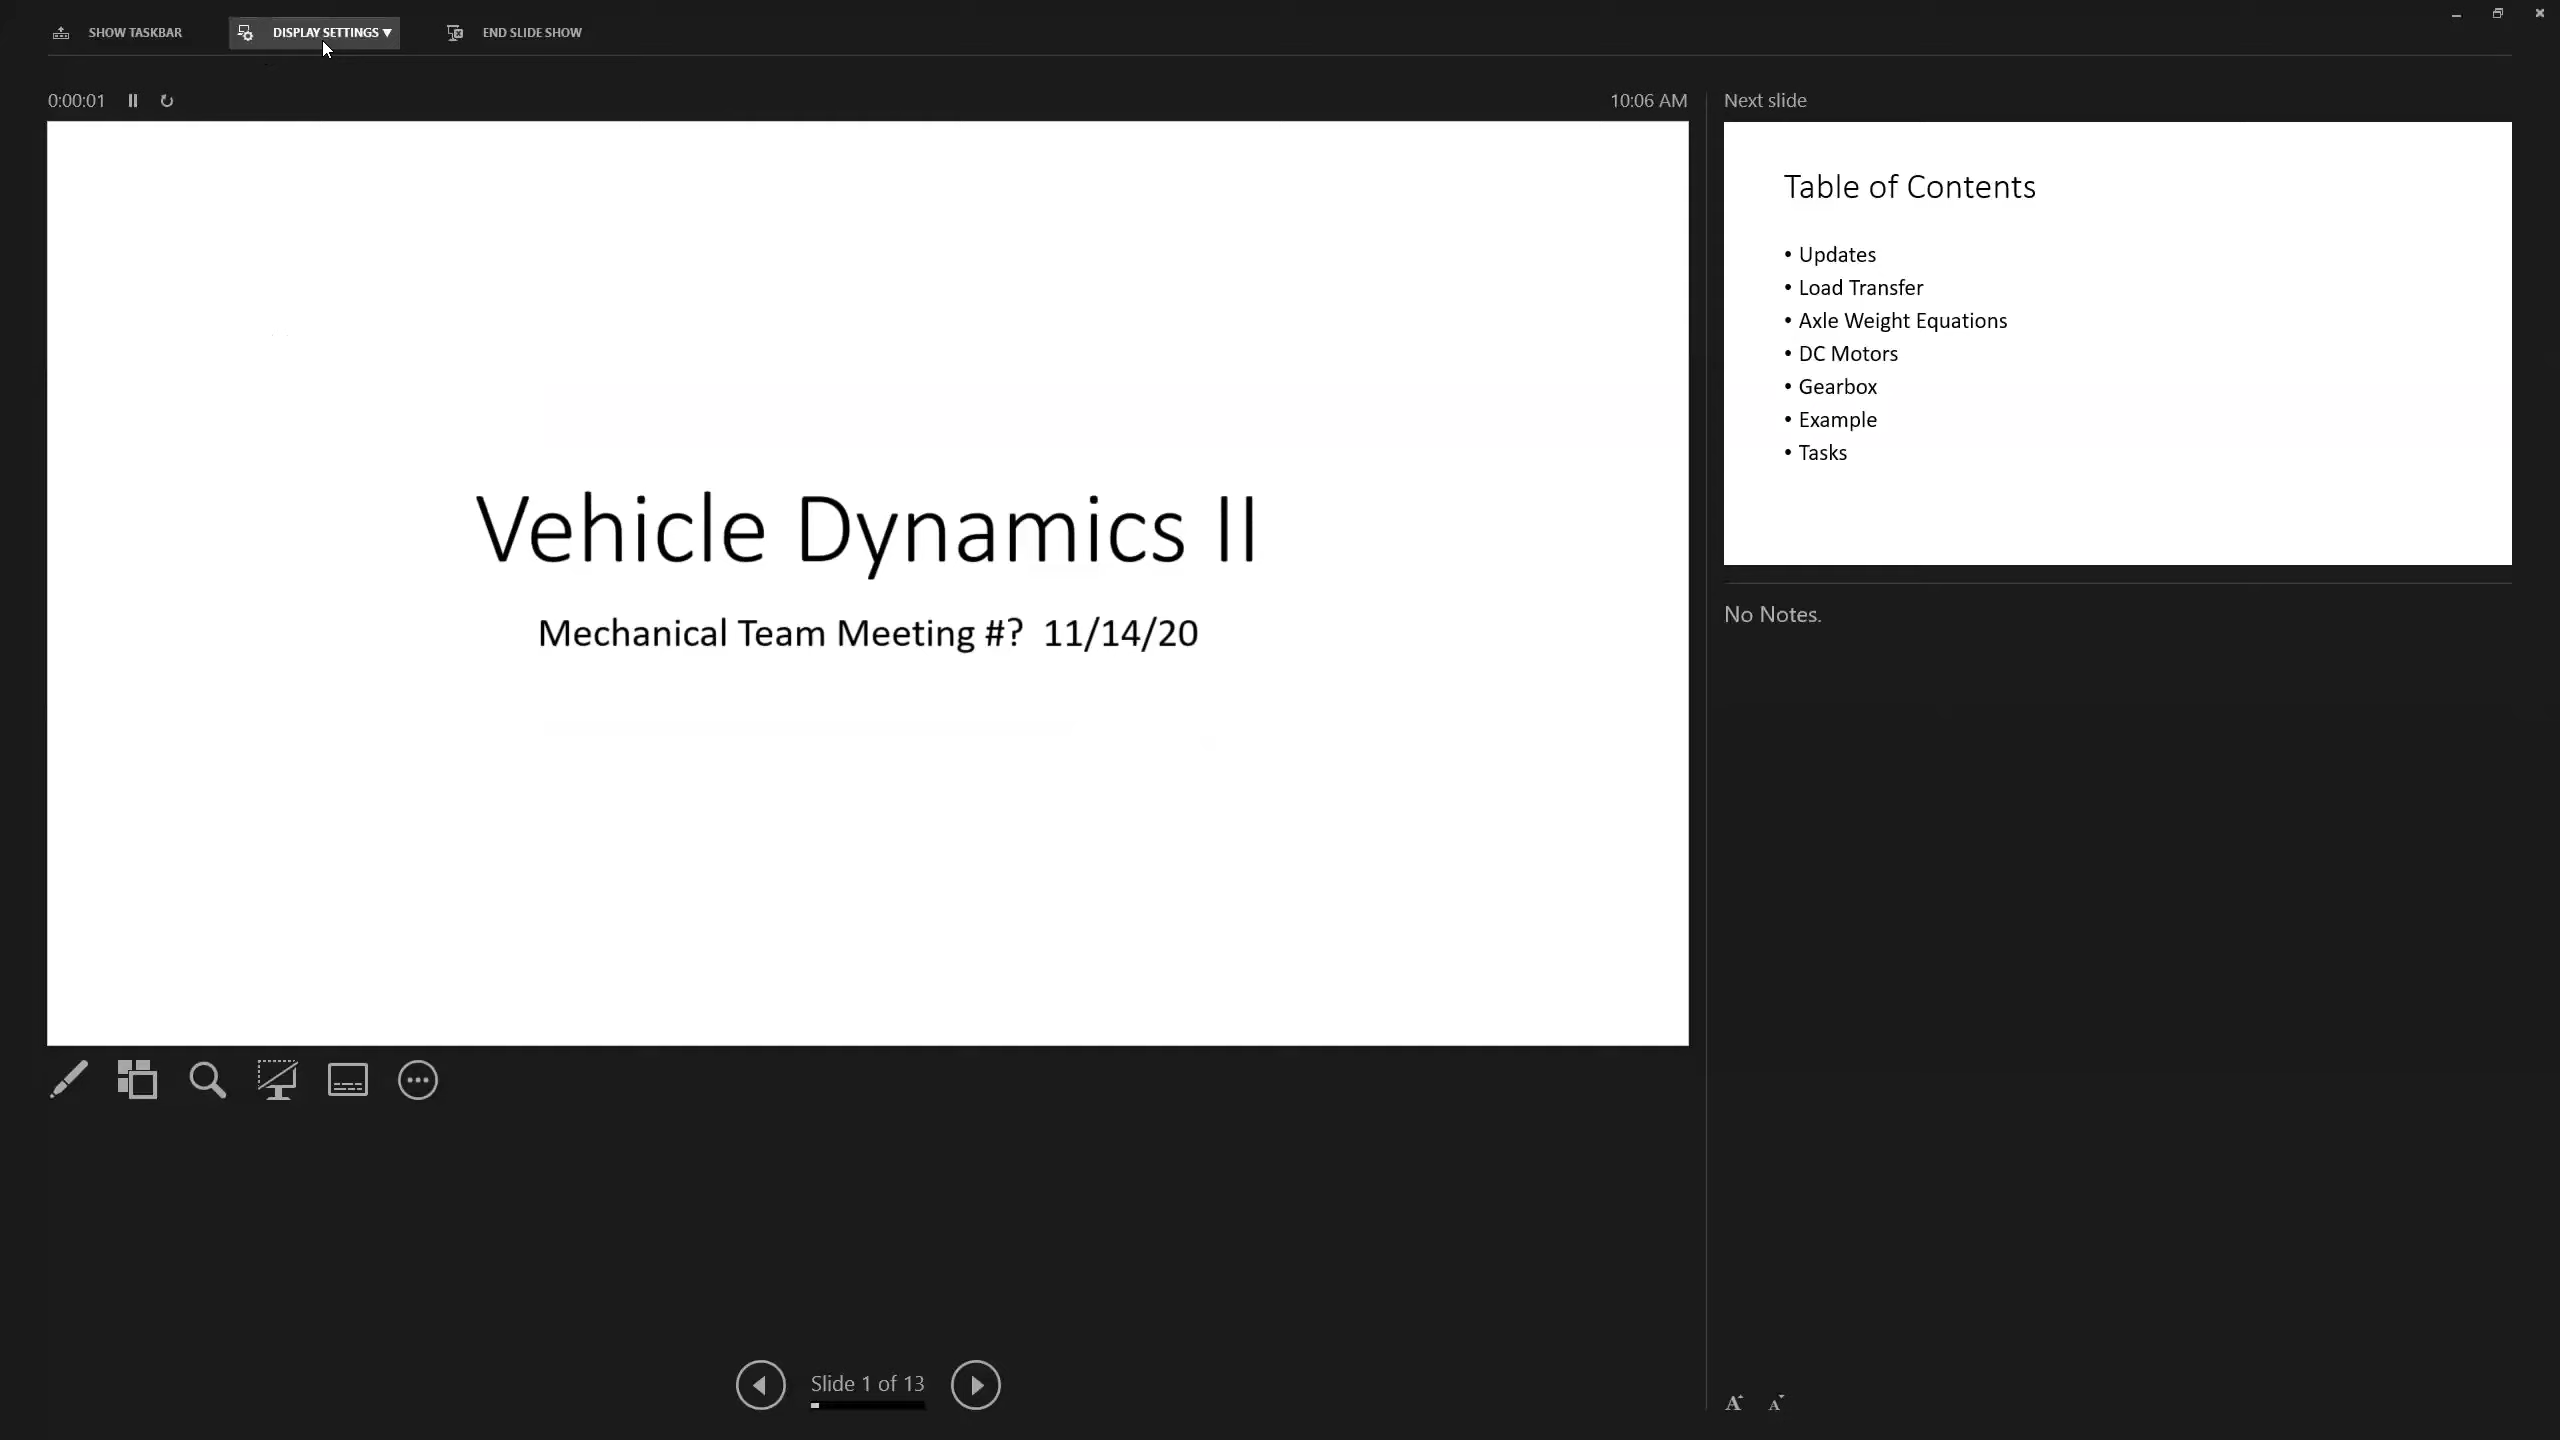 SHOW TASKBAR DISPLAY SETTINGS ▼ END SLIDE SHOW
0:00:01 10:06 AM
Vehicle Dynamics II
Mechanical Team Meeting #? 11/14/20
Slide 1 of 13
Next slide
Table of Contents
• Updates
• Load Transfer
• Axle Weight Equations
• DC Motors
• Gearbox
• Example
• Tasks
No Notes.
A A